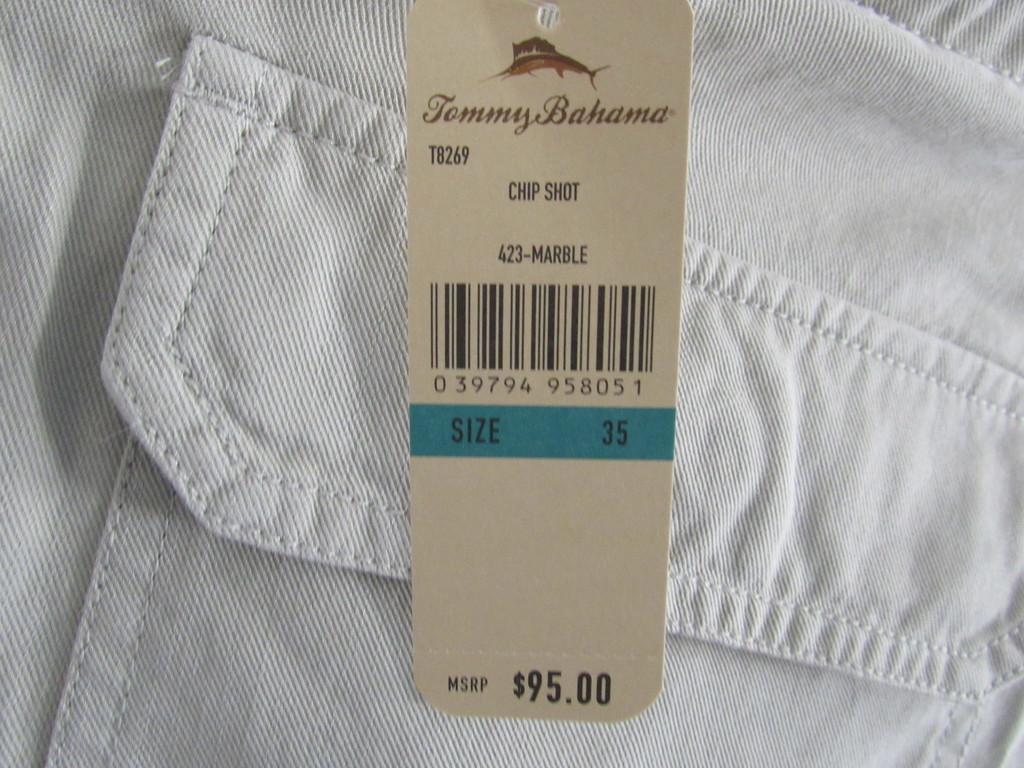 Tommy Bahama
T8269
CHIP SHOT
423-MARBLE
0 39794 95805 1
SIZE 35
MSRP $95.00